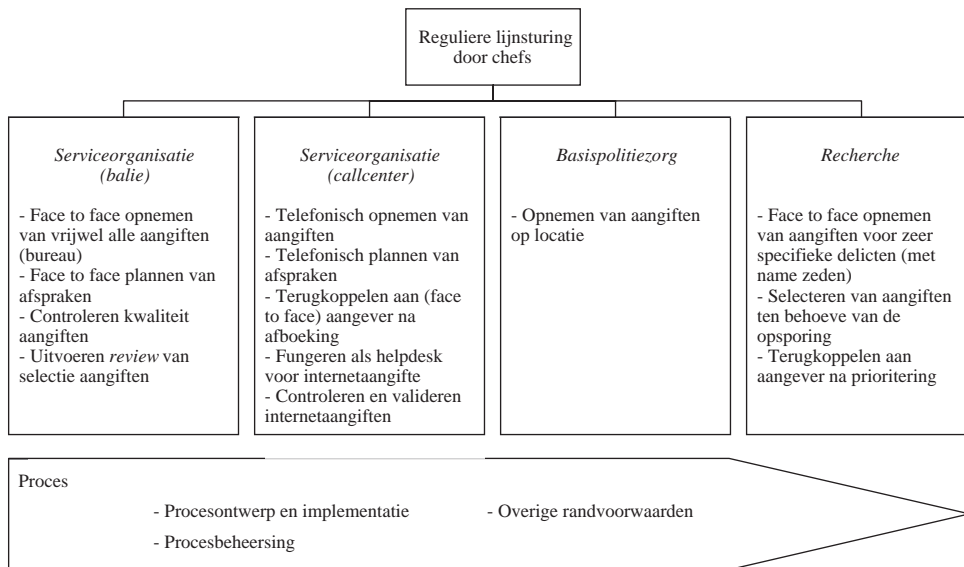 Reguliere lijnsturing
door chefs
Serviceorganisatie
(balie)
- Face to face opnemen
van vrijwel alle aangiften
(bureau)
- Face to face plannen van
afspraken
- Controleren kwaliteit
aangiften
- Uitvoeren review van
selectie aangiften
Serviceorganisatie
(callcenter)
- Telefonisch opnemen van
aangiften
- Telefonisch plannen van
afspraken
- Terugkoppelen aan (face
to face) aangever na
afboeking
- Fungeren als helpdesk
voor internetaangifte
- Controleren en valideren
internetaangiften
Basispolitiezorg
- Opnemen van aangiften
op locatie
Recherche
- Face to face opnemen
van aangiften voor zeer
specifieke delicten (met
name zeden)
- Selecteren van aangiften
ten behoeve van de
opsporing
- Terugkoppelen aan
aangever na prioritering
Proces
- Procesontwerp en implementatie
- Procesbeheersing
- Overige randvoorwaarden